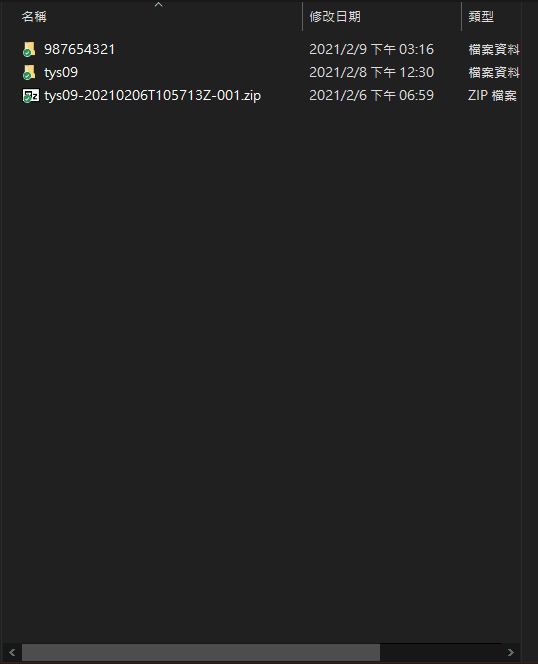 名稱 修改日期 類型
987654321 2021/2/9 下午 03:16 檔案資料
tys09 2021/2/8 下午 12:30 檔案資料
tys09-20210206T105713Z-001.zip 2021/2/6 下午 06:59 ZIP 檔案